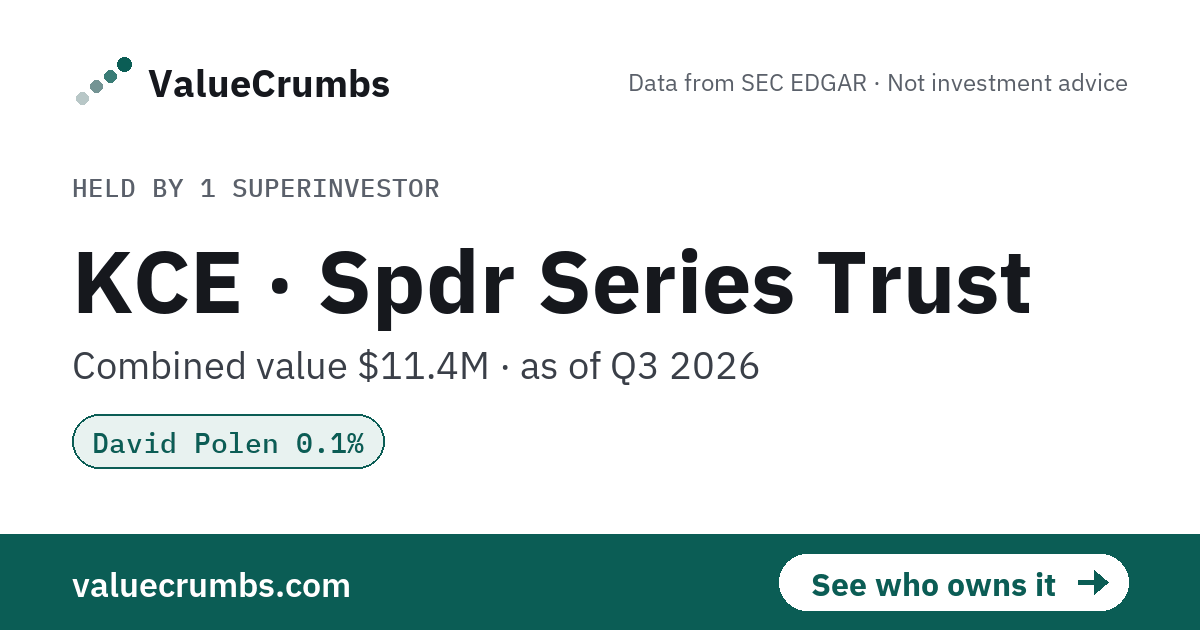 ValueCrumbs
Data from SEC EDGAR · Not investment advice
HELD BY 1 SUPERINVESTOR
KCE · Spdr Series Trust
Combined value $11.4M · as of Q3 2026
David Polen 0.1%
valuecrumbs.com
See who owns it →